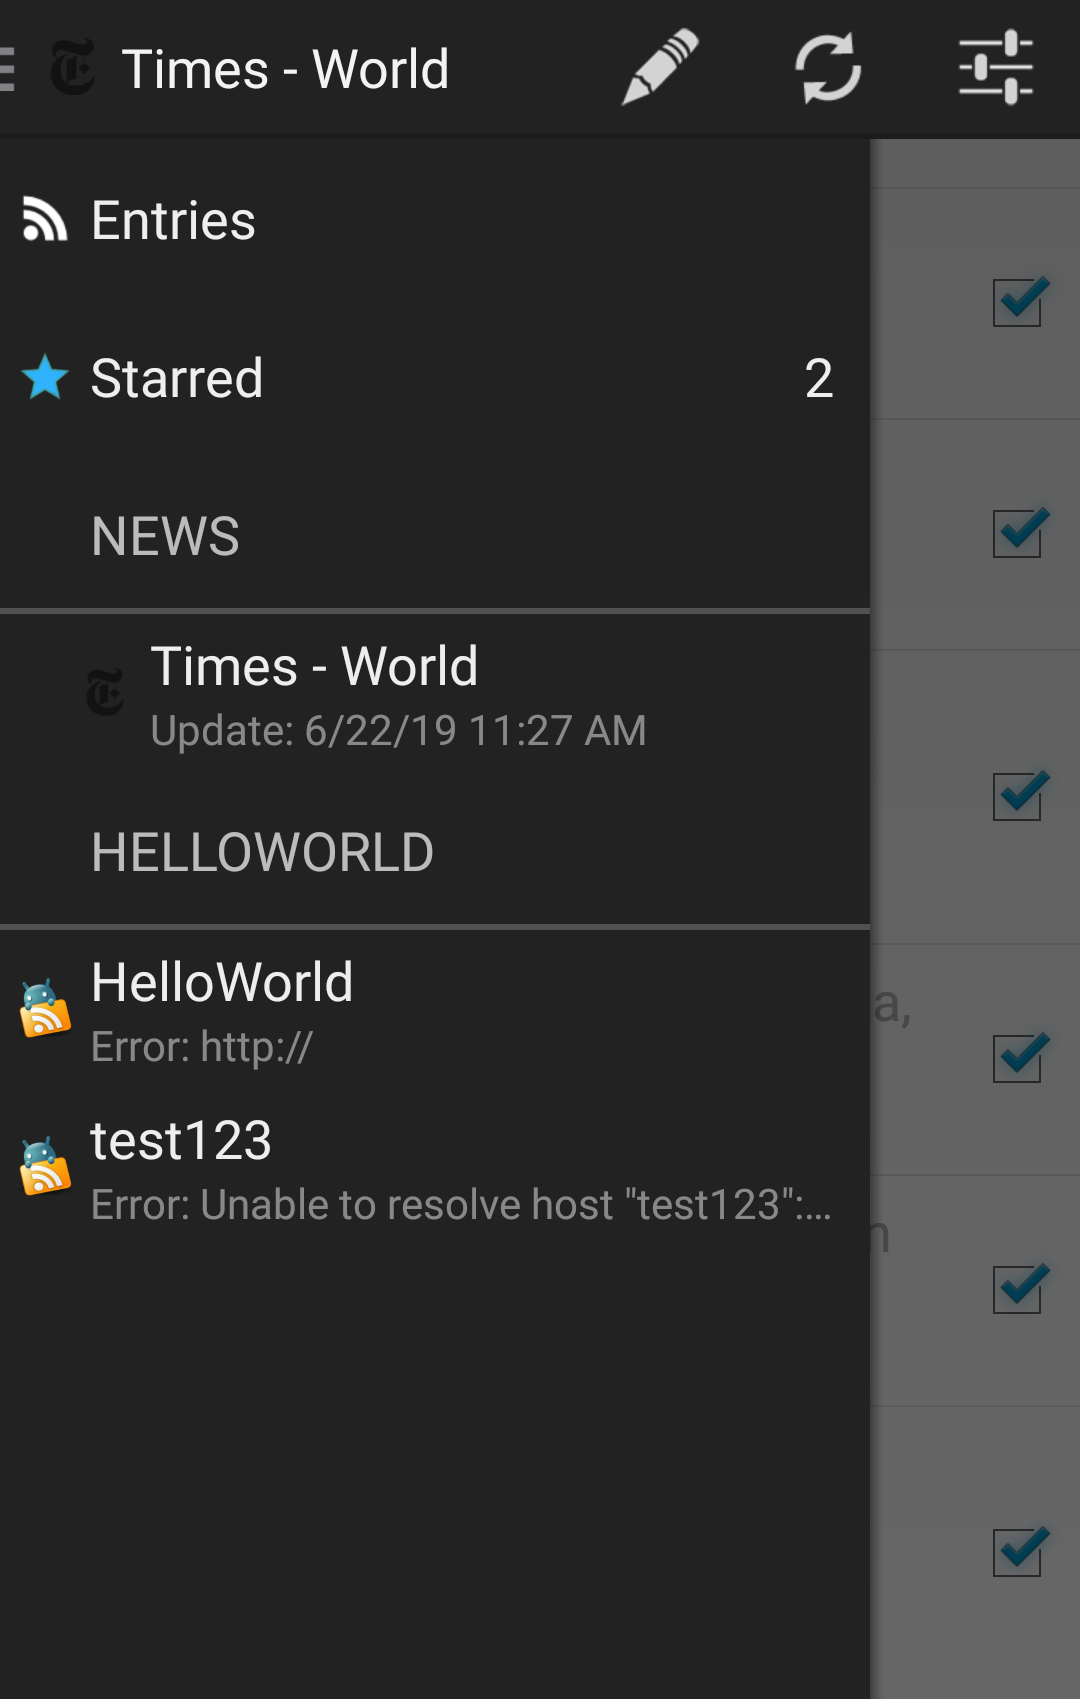 Times - World
Entries
Starred 2
NEWS
Times - World
Update: 6/22/19 11:27 AM
HELLOWORLD
HelloWorld
Error: http://
a,
test123
Error: Unable to resolve host "test123":...
n